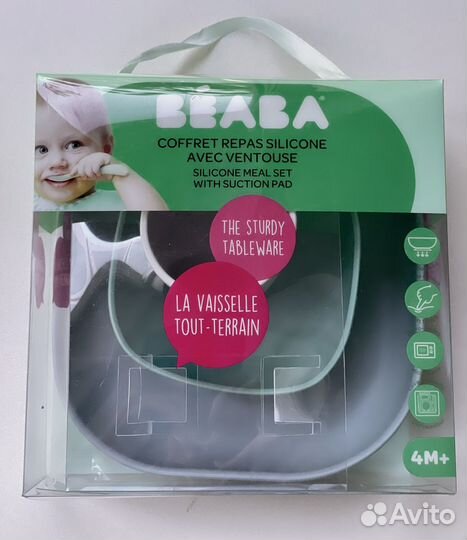 BÉABA
COFFRET REPAS SILICONE
AVEC VENTOUSE
SILICONE MEAL SET
WITH SUCTION PAD
THE STURDY
TABLEWARE
LA VAISSELLE
TOUT-TERRAIN
4M+
Avito